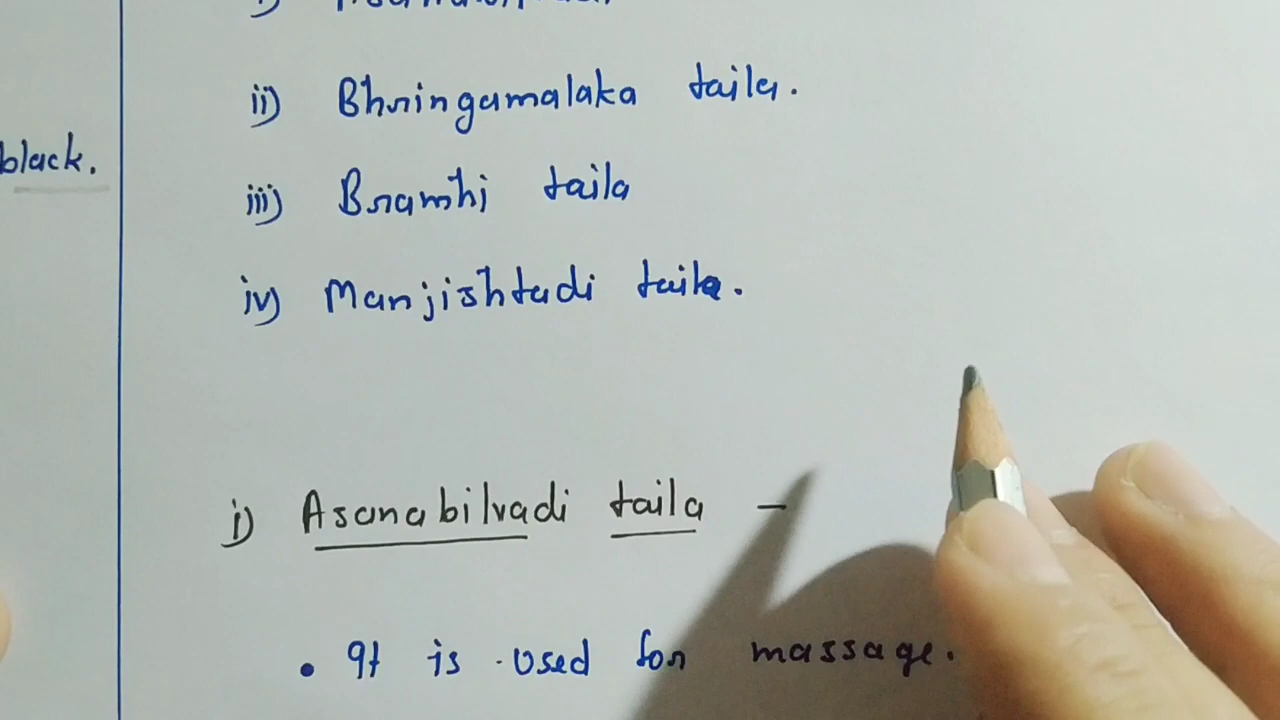 ii) Bhringamalaka taila.
black.
iii) Bramhi taila
iv) Manjishtadi taila.
i) Asanabilvadi taila –
• It is used for massage.